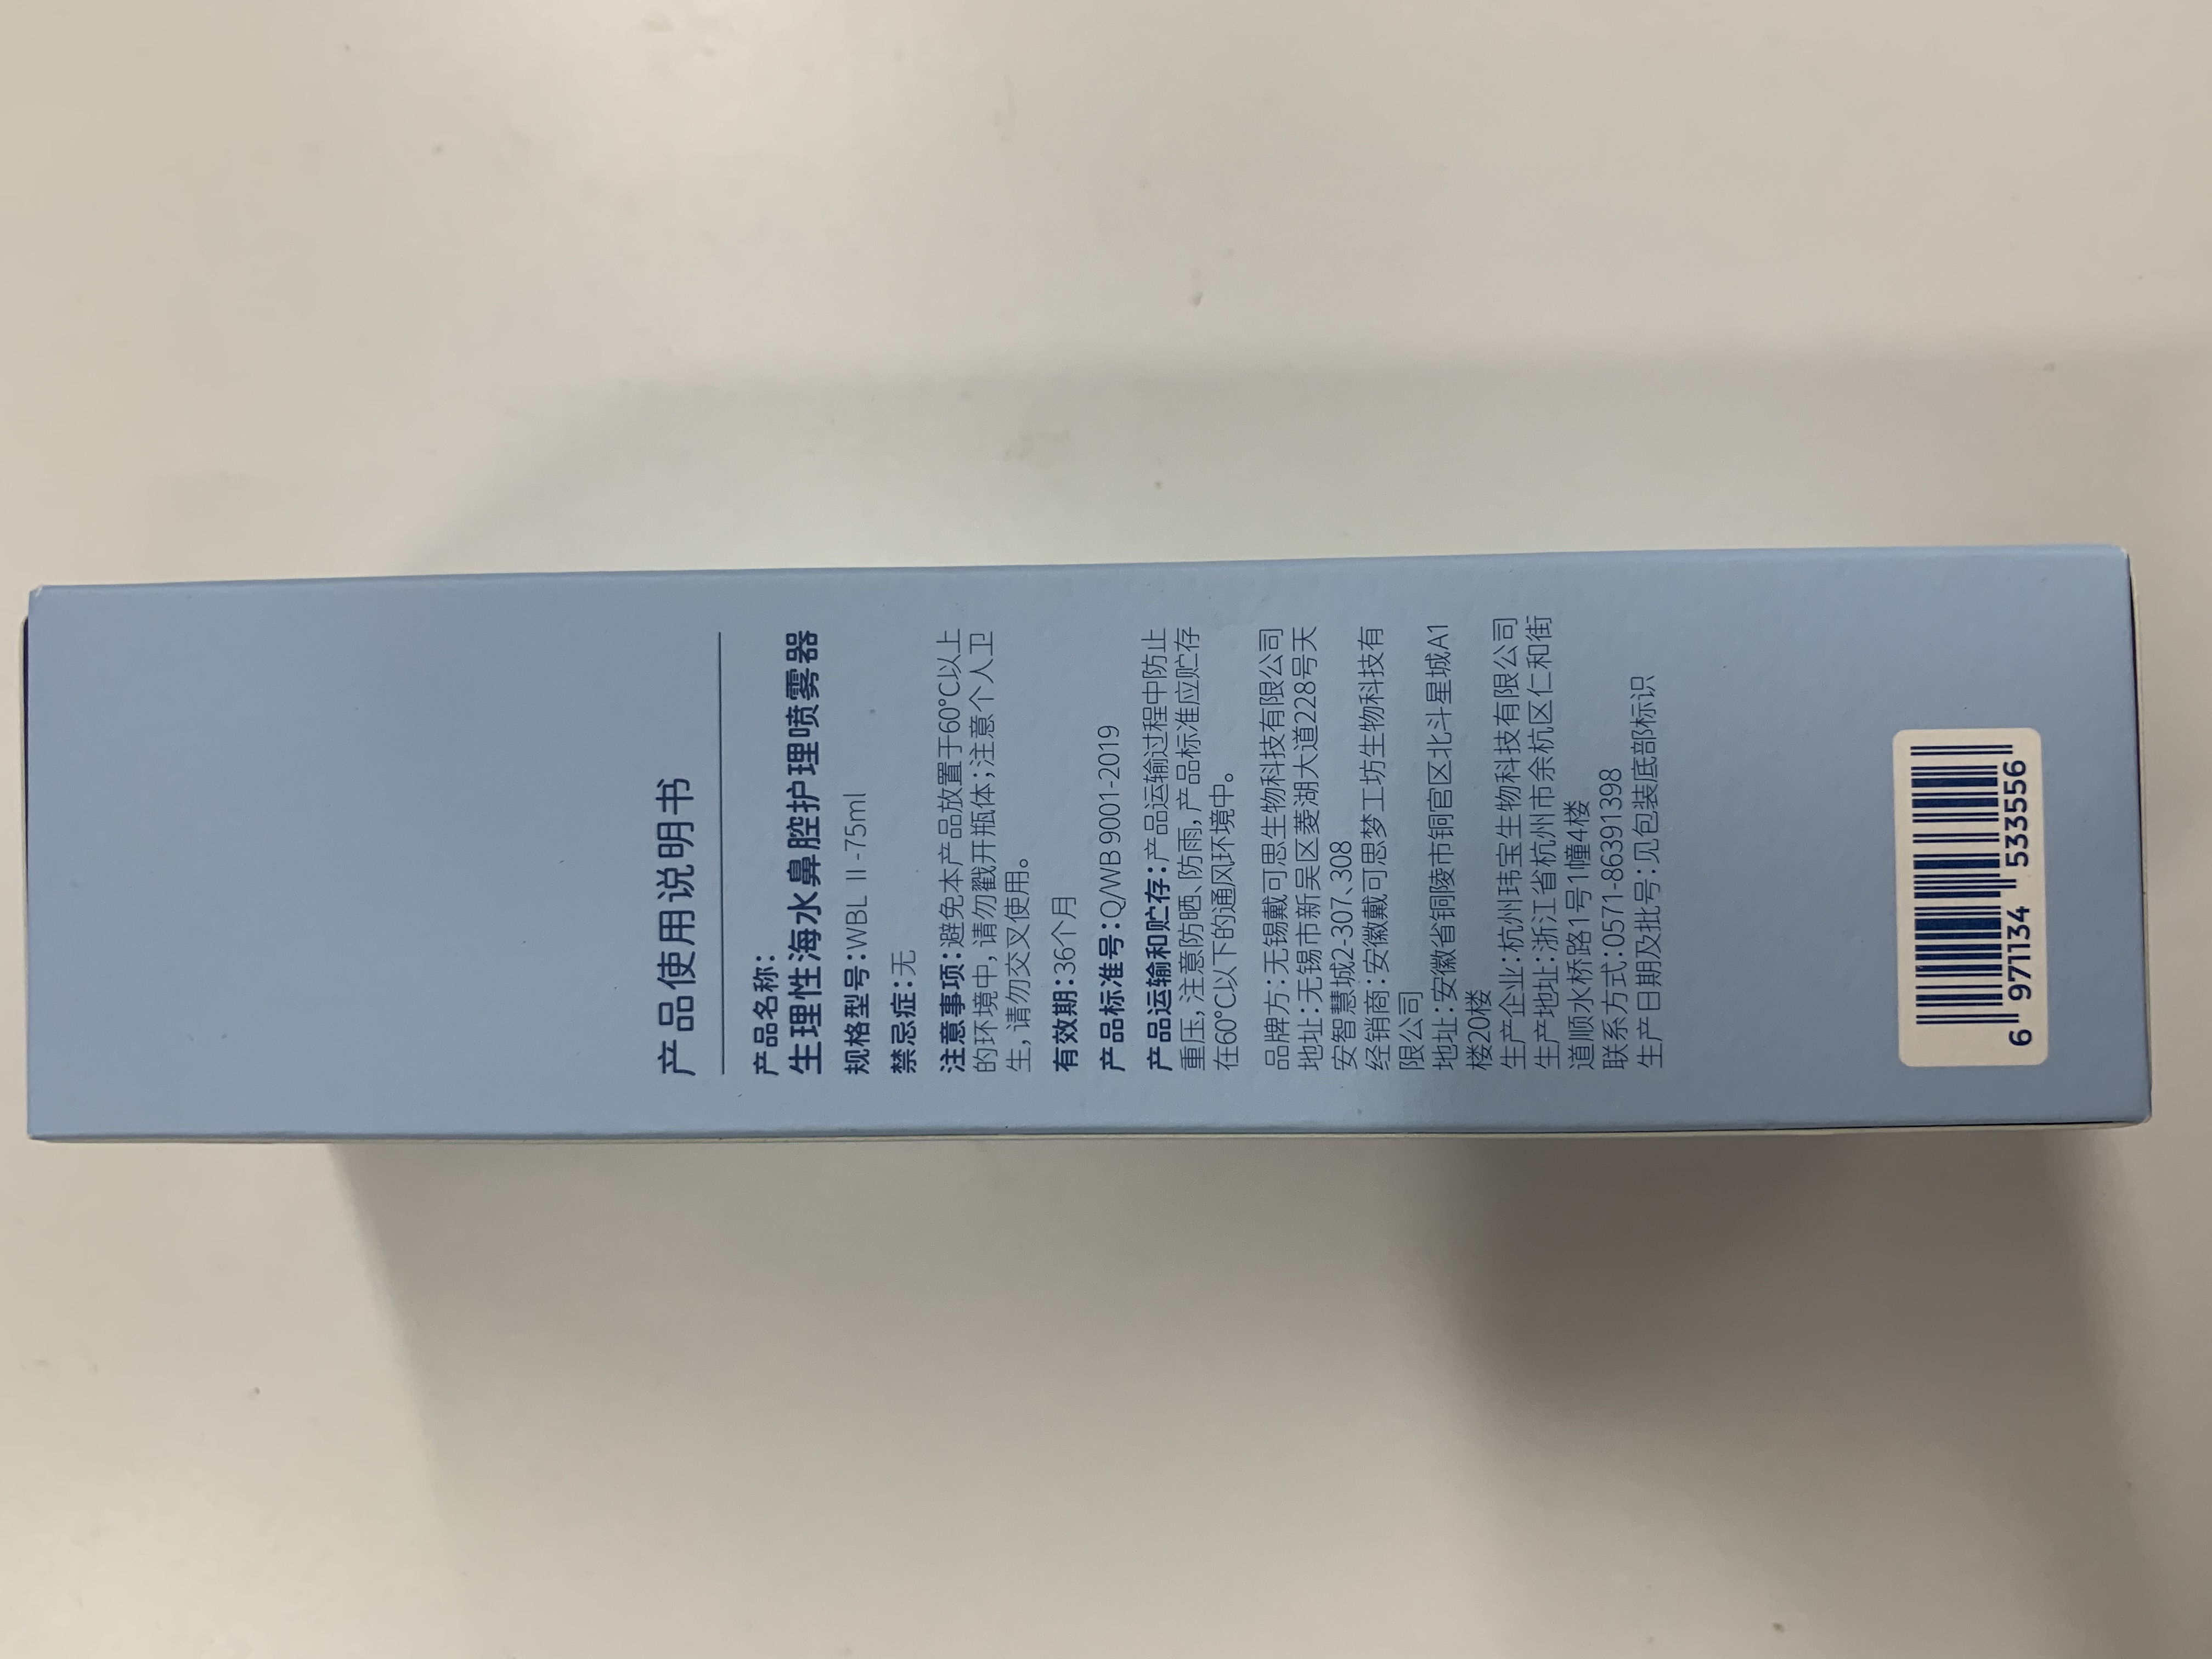 产品使用说明书
产品名称：
生理性海水鼻腔护理喷雾器
规格型号：WBL II -75ml
禁忌症：无
注意事项：避免本产品放置于60°C以上
的环境中，请勿戳开瓶体；注意个人卫
生，请勿交叉使用。
有效期：36个月
产品标准号：Q/WB 9001-2019
产品运输和贮存：产品运输过程中防止
重压，注意防晒、防雨，产品标准应贮存
在60°C以下的通风环境中。
品牌方：无锡戴可思生物科技有限公司
地址：无锡市新吴区菱湖大道228号天
安智慧城2-307、308
经销商：安徽戴可思梦工坊生物科技有
限公司
地址：安徽省铜陵市铜官区北斗星城A1
楼20楼
生产企业：杭州玮宝生物科技有限公司
生产地址：浙江省杭州市余杭区仁和街
道顺水桥路1号1幢4楼
联系方式：0571-86391398
生产日期及批号：见包装底部标识
6 971134 533556